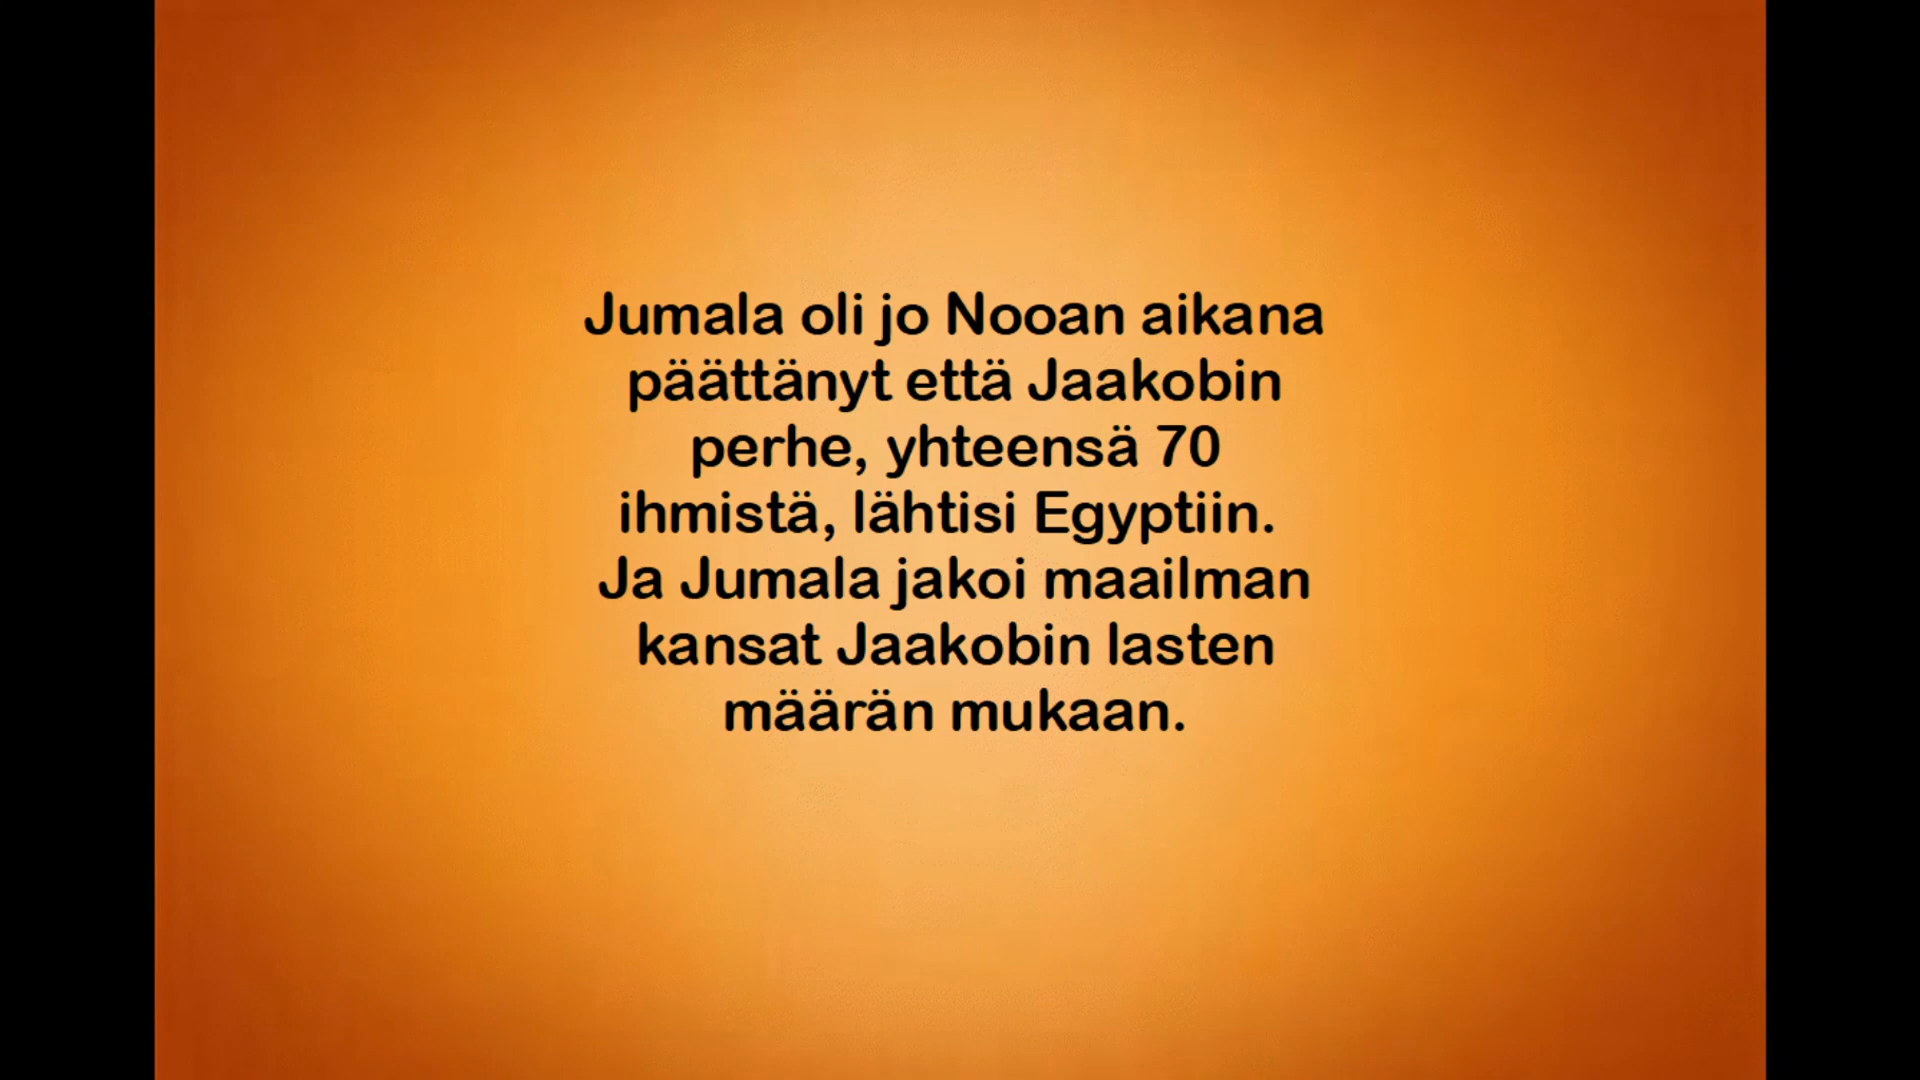 Jumala oli jo Nooan aikana
päättänyt että Jaakobin
perhe, yhteensä 70
ihmistä, lähtisi Egyptiin.
Ja Jumala jakoi maailman
kansat Jaakobin lasten
määrän mukaan.